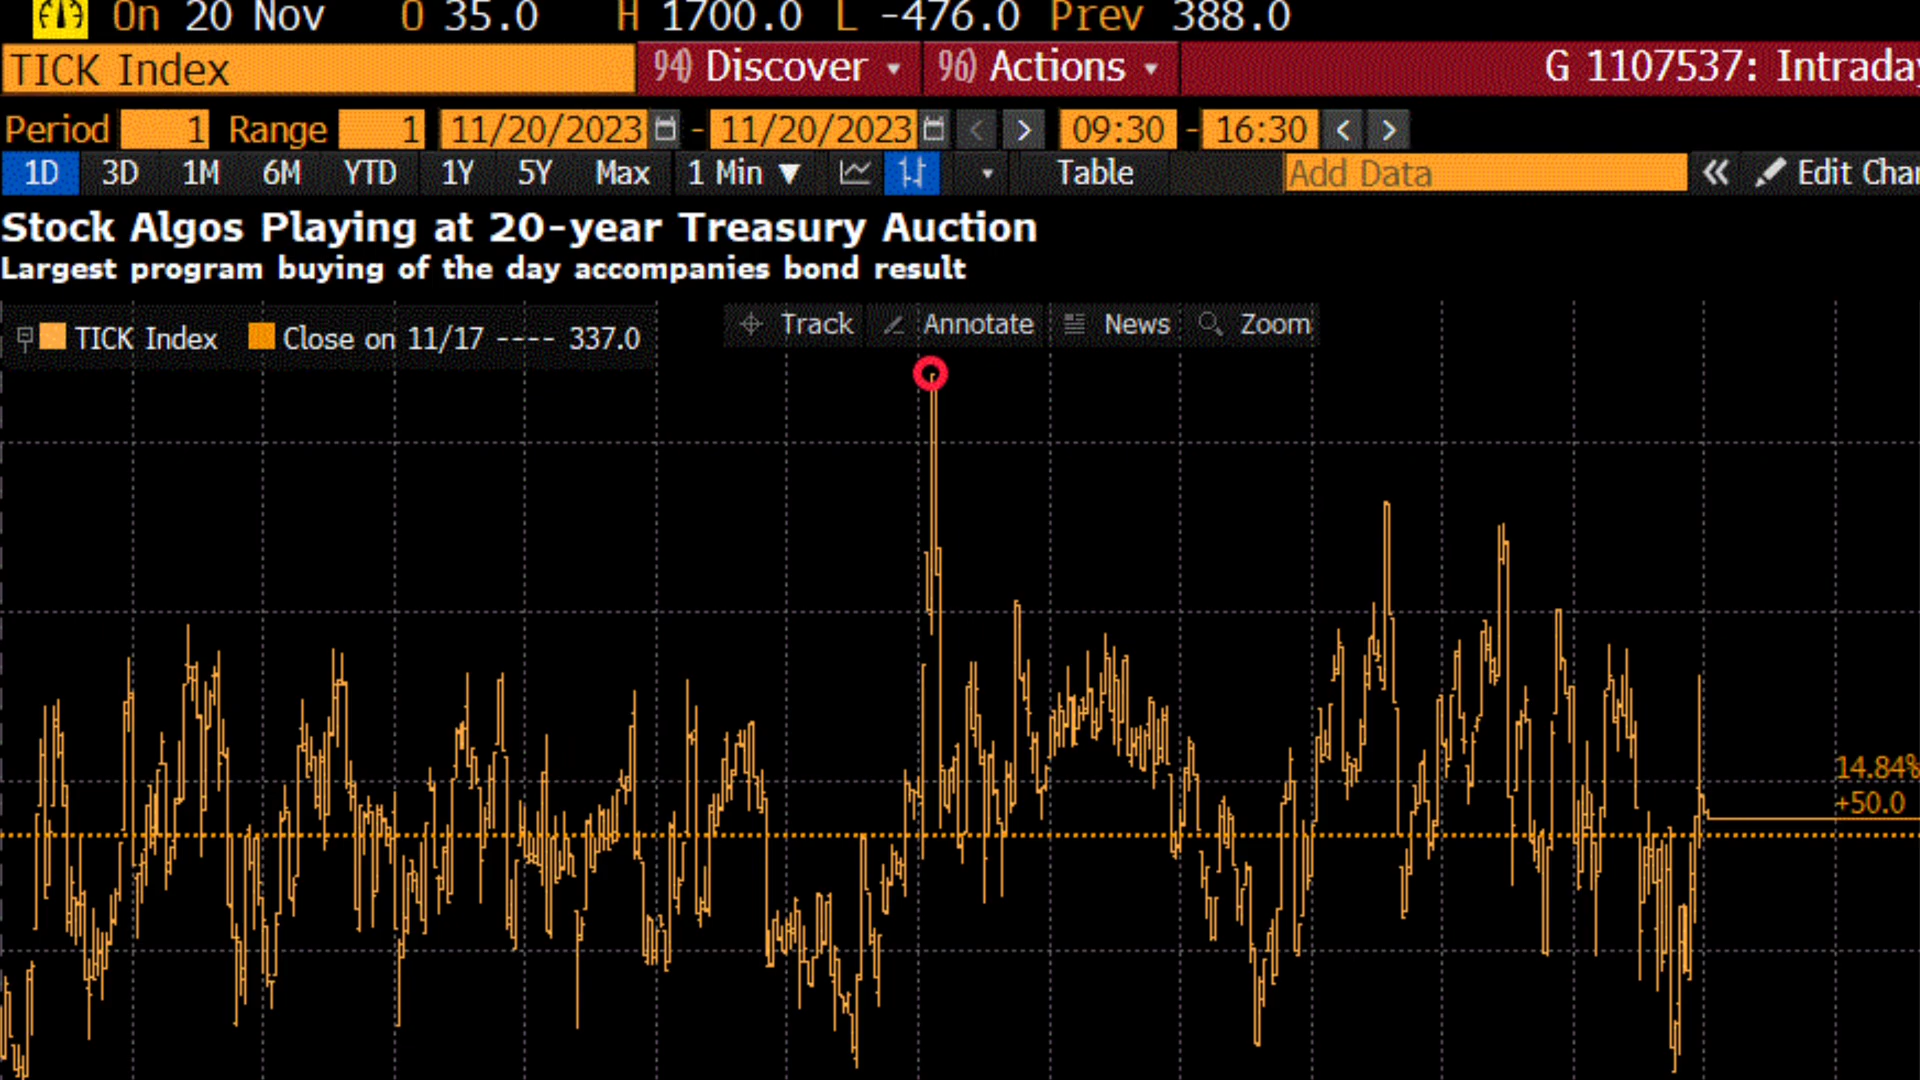 On 20 Nov O 35.0 H 1700.0 L -476.0 Prev 388.0
TICK Index 94) Discover 96) Actions G 1107537: Intraday
Period 1 Range 1 11/20/2023 - 11/20/2023 < > 09:30 - 16:30 < >
1D 3D 1M 6M YTD 1Y 5Y Max 1 Min ▼ Table Add Data « Edit Char
Stock Algos Playing at 20-year Treasury Auction
Largest program buying of the day accompanies bond result
TICK Index Close on 11/17 ---- 337.0 Track Annotate News Zoom
14.84%
+50.0